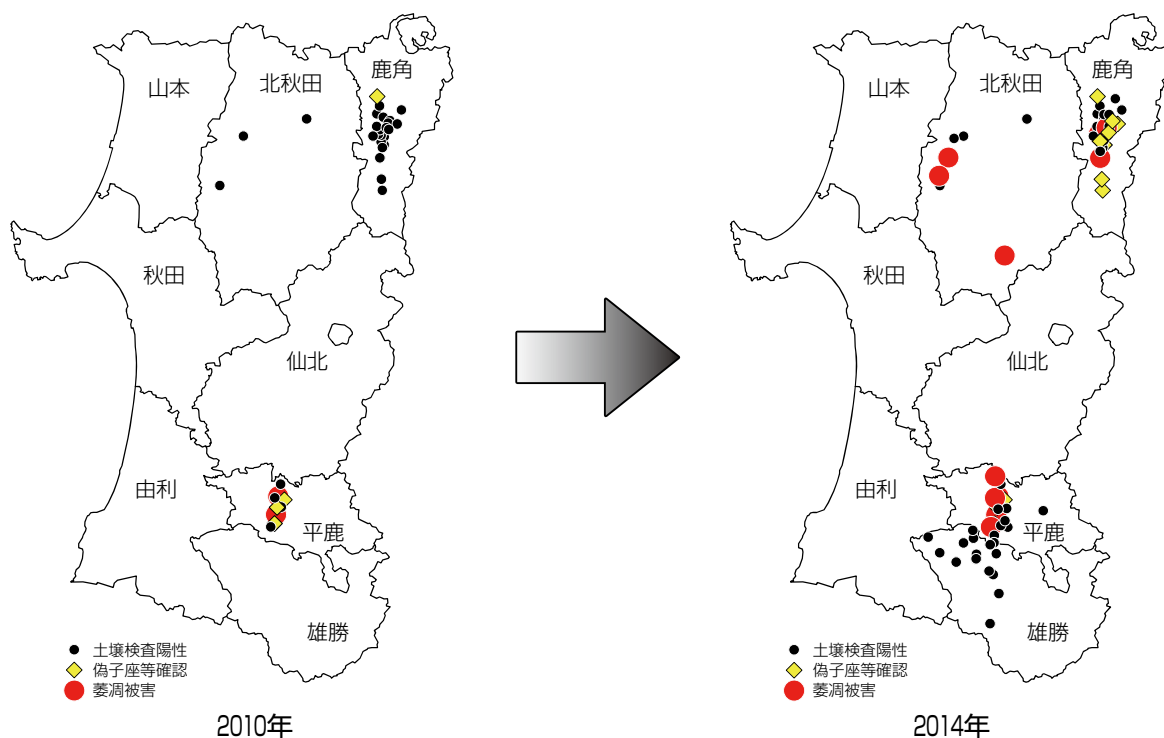 山本
北秋田
鹿角
秋田
仙北
由利
平鹿
雄勝
土壌検査陽性
偽子座等確認
萎凋被害
2010年
山本
北秋田
鹿角
秋田
仙北
由利
平鹿
雄勝
土壌検査陽性
偽子座等確認
萎凋被害
2014年